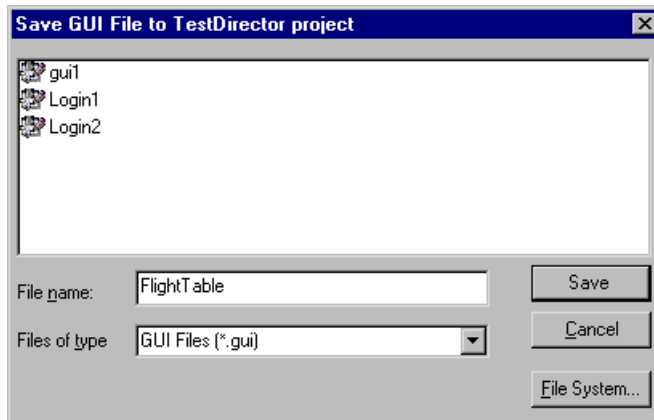 Save GUI File to TestDirector project
gui1
Login1
Login2
File name:
FlightTable
Save
Files of type
GUI Files (*.gui)
Cancel
File System...